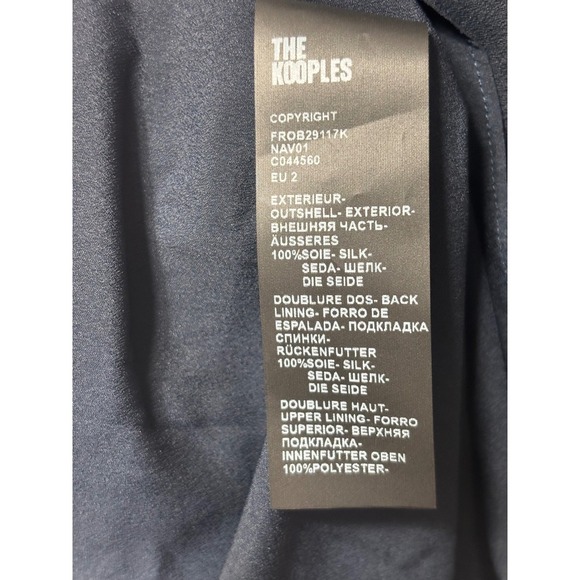 THE
KOOPLES
COPYRIGHT
FROB29117K
NAV01
C044560
EU 2
EXTERIEUR-
OUTSHELL- EXTERIOR-
ВНЕШНЯЯ ЧАСТЬ-
ÄUSSERES
100%SOIE- SILK-
SEDA- ШЕЛК-
DIE SEIDE
DOUBLURE DOS- BACK
LINING- FORRO DE
ESPALADA- ПОДКЛАДКА
СПИНКИ-
RÜCKENFUTTER
100%SOIE- SILK-
SEDA- ШЕЛК-
DIE SEIDE
DOUBLURE HAUT-
UPPER LINING- FORRO
SUPERIOR- ВЕРХНЯЯ
ПОДКЛАДКА-
INNENFUTTER OBEN
100%POLYESTER-